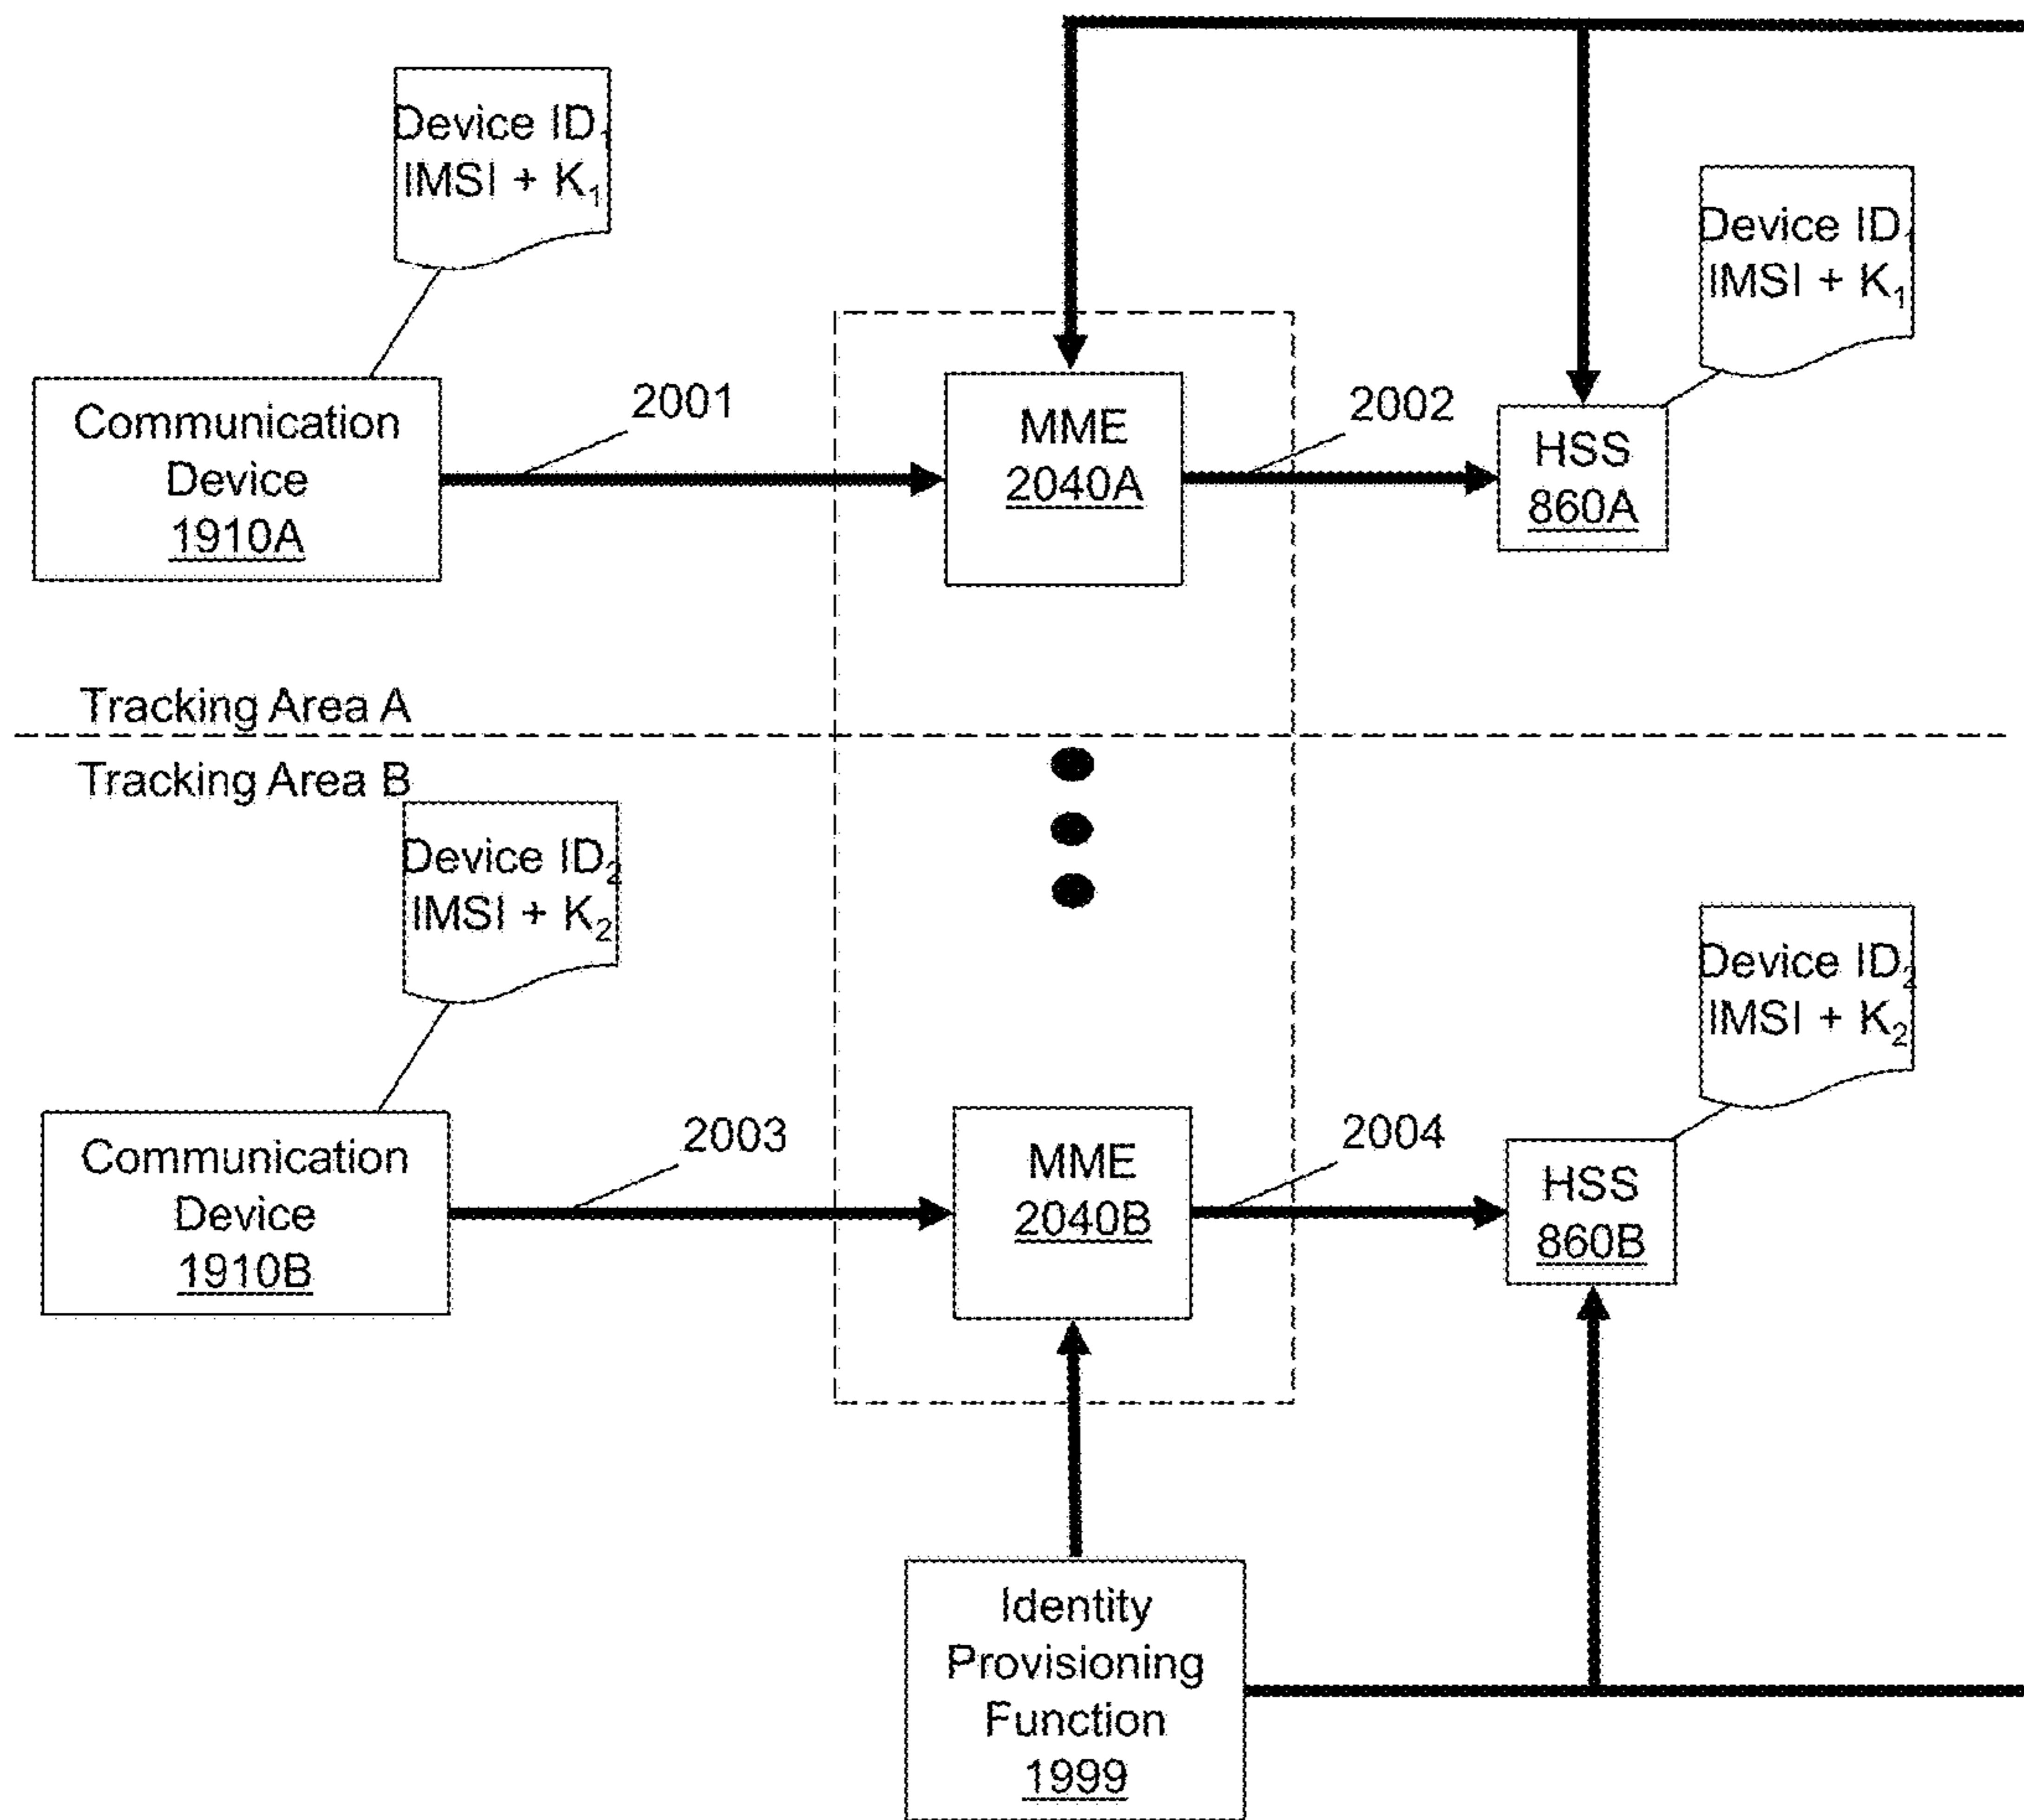 Device ID₁
IMSI + K₁
Device ID₁
IMSI + K₁
Communication
Device
1910A
2001
MME
2040A
2002
HSS
860A
Tracking Area A
Tracking Area B
Device ID₂
IMSI + K₂
Device ID₂
IMSI + K₂
Communication
Device
1910B
2003
MME
2040B
2004
HSS
860B
Identity
Provisioning
Function
1999